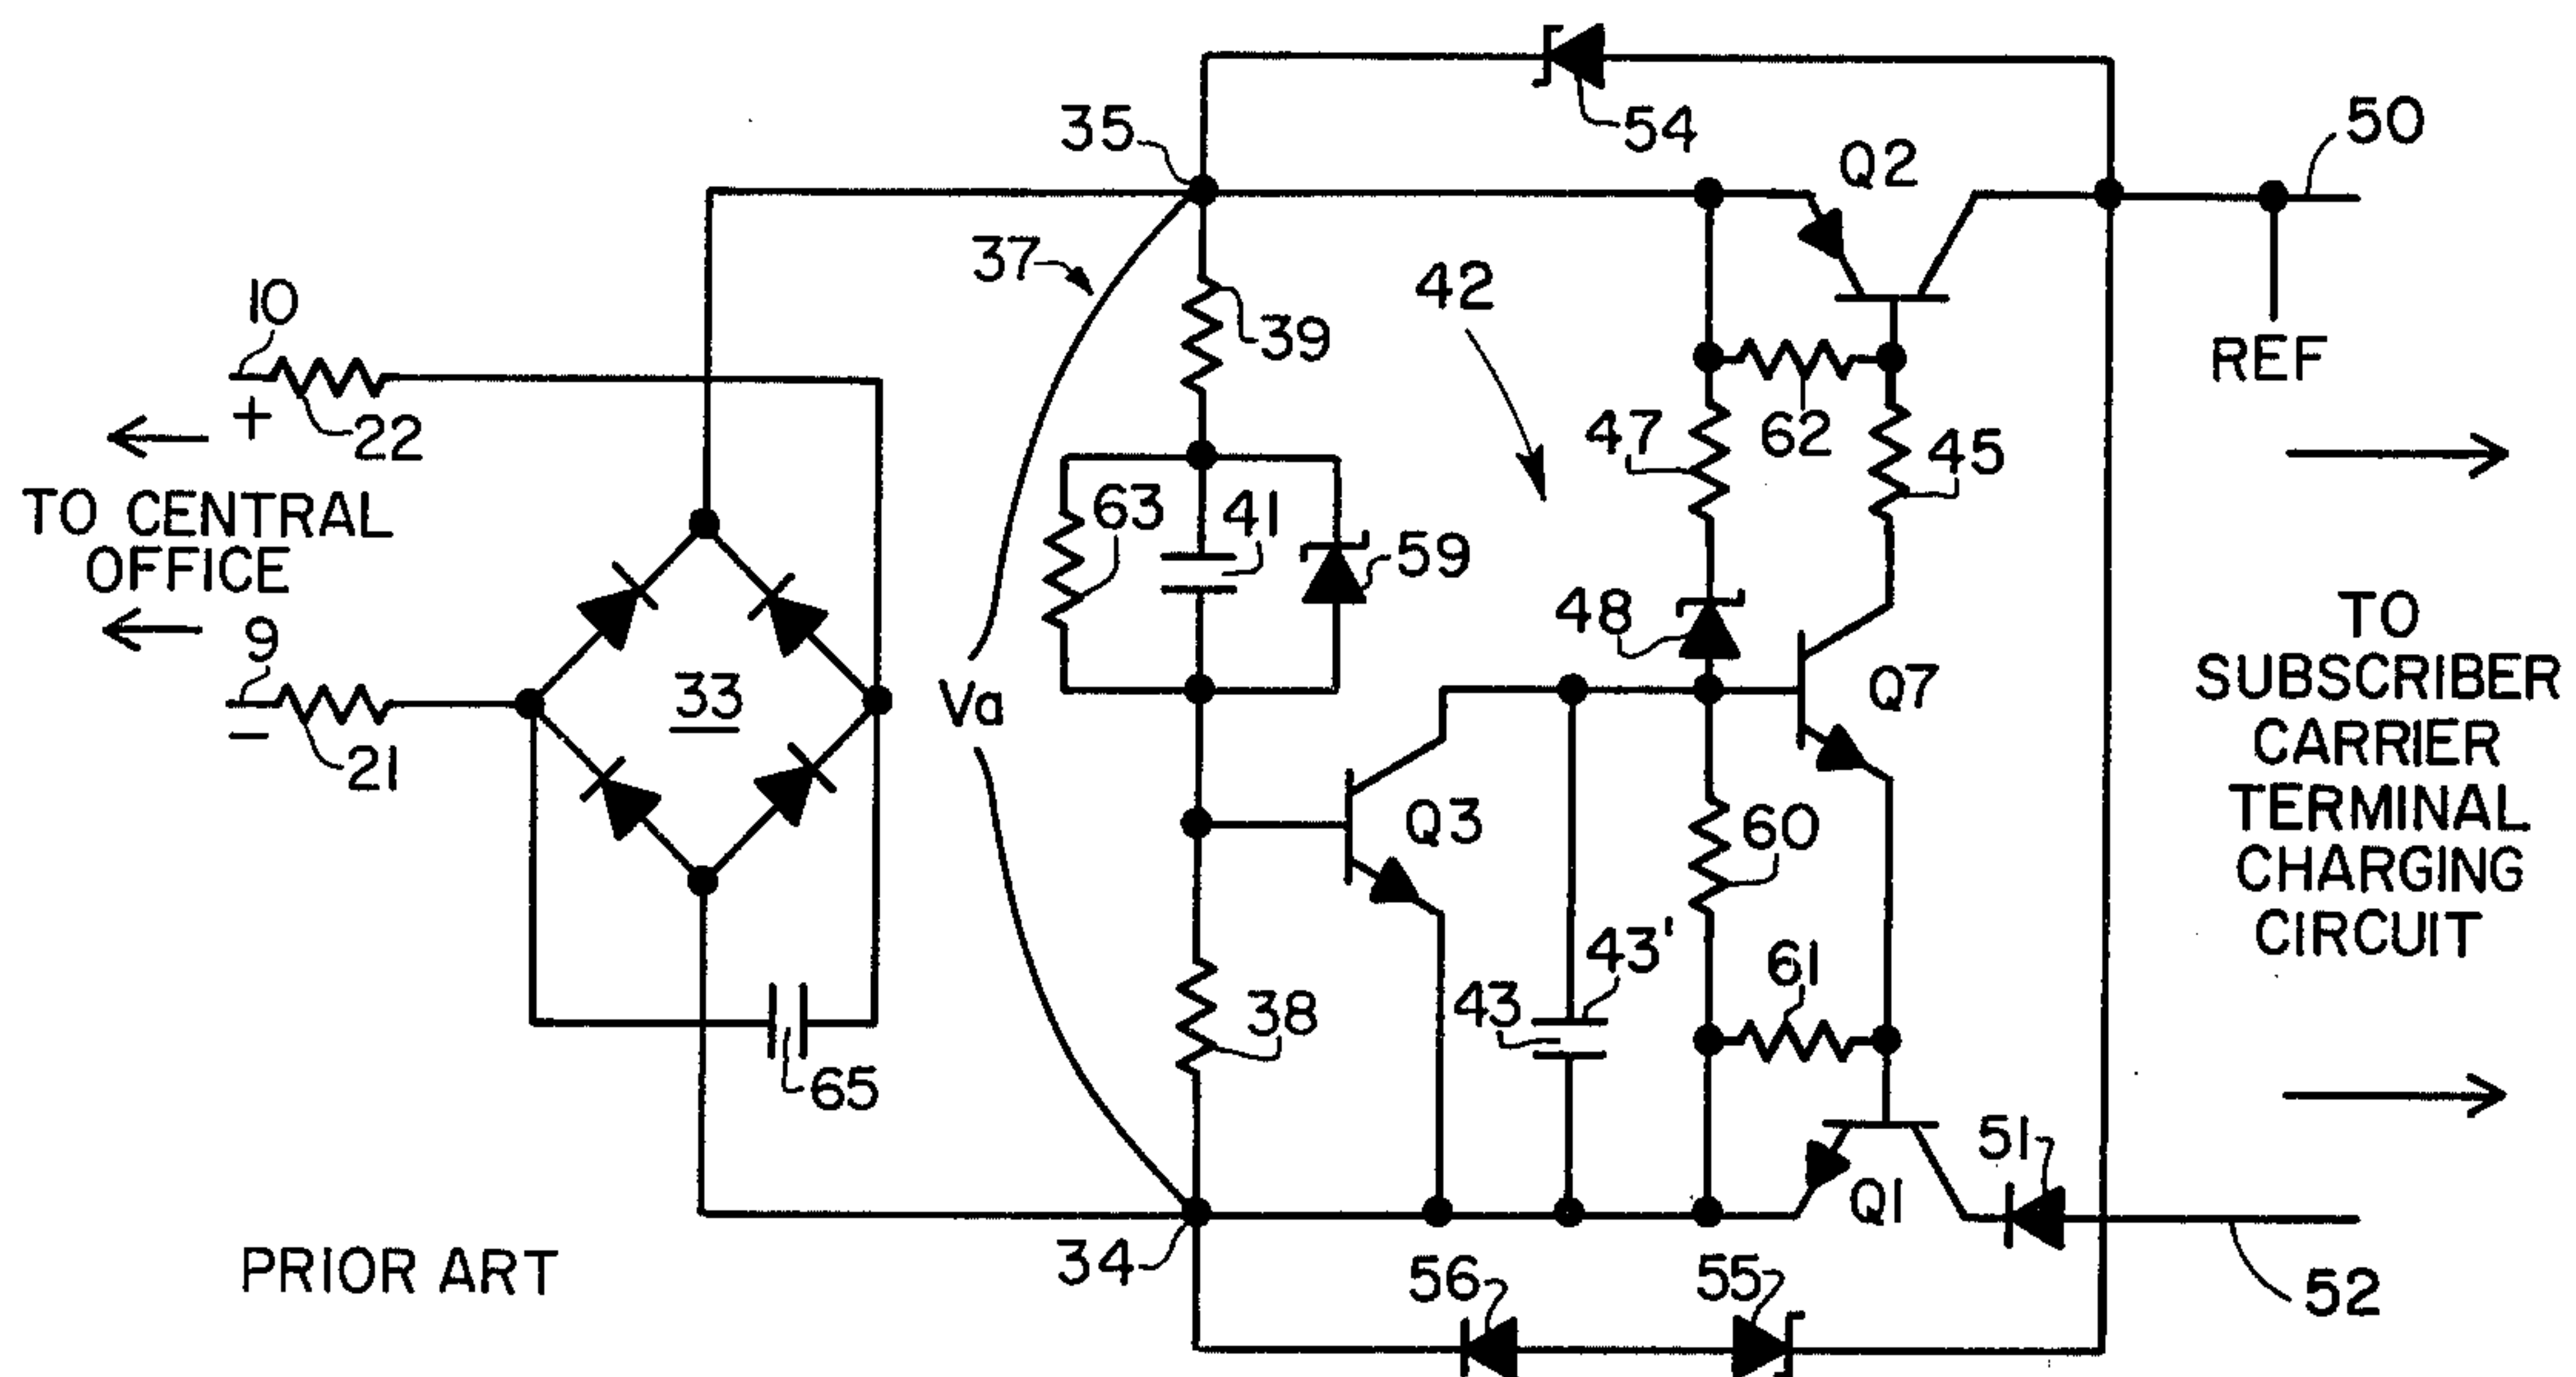 54
35
Q2
50
37
42
10
39
REF
+
22
47
62
45
TO CENTRAL
OFFICE
63
41
59
48
TO
SUBSCRIBER
CARRIER
TERMINAL
CHARGING
CIRCUIT
9
−
21
33
Va
Q7
Q3
60
65
38
43
43'
61
51
Q1
34
56
55
52
PRIOR ART